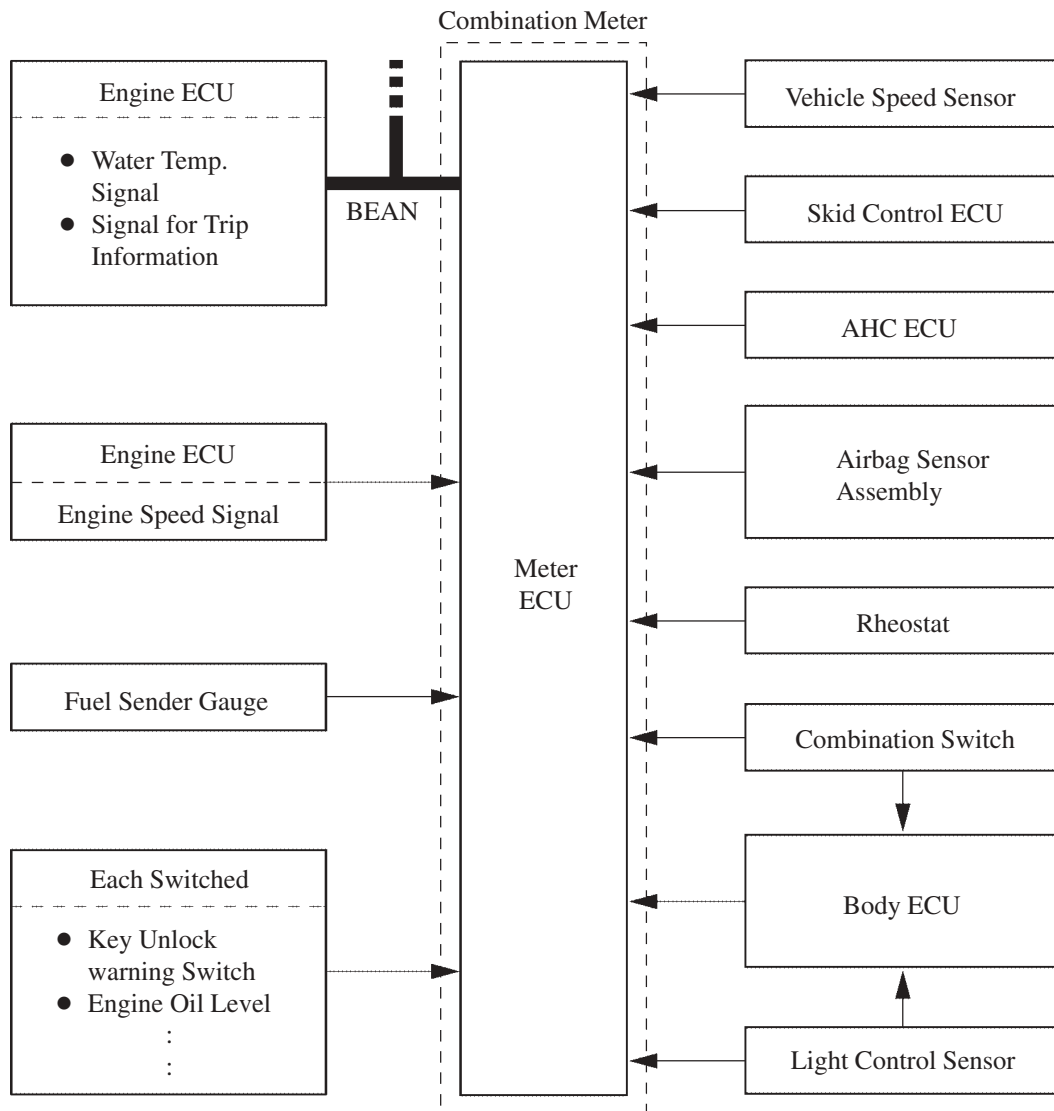 Combination Meter
Engine ECU
● Water Temp.
Signal
● Signal for Trip
Information
BEAN
Engine ECU
Engine Speed Signal
Fuel Sender Gauge
Each Switched
● Key Unlock
warning Switch
● Engine Oil Level
:
:
Meter
ECU
Vehicle Speed Sensor
Skid Control ECU
AHC ECU
Airbag Sensor
Assembly
Rheostat
Combination Switch
Body ECU
Light Control Sensor